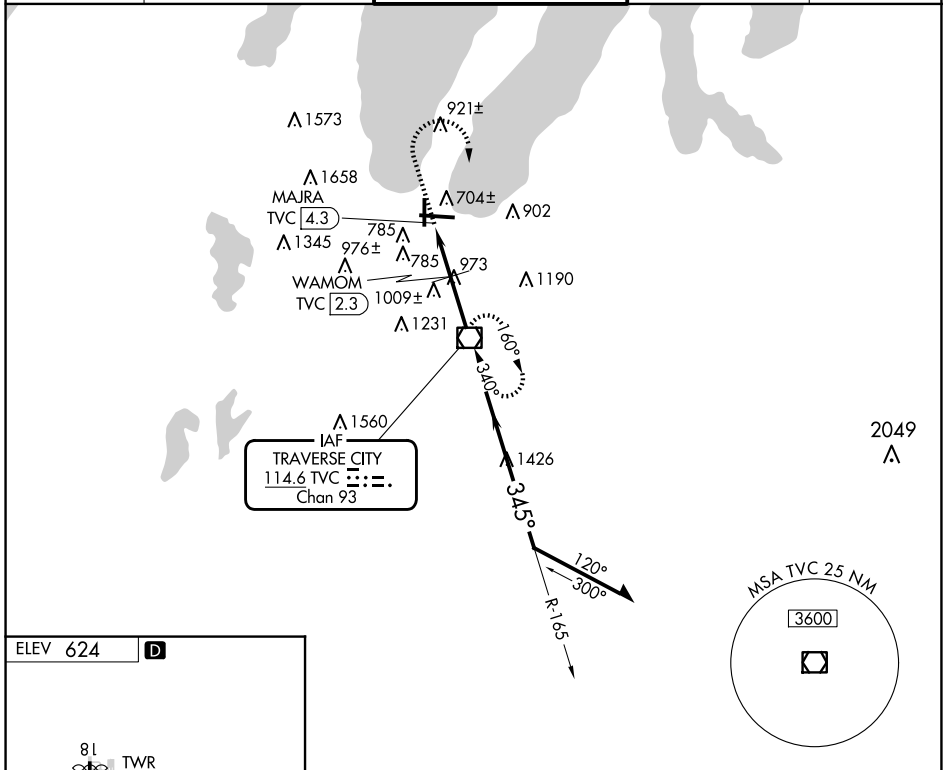 921±
1573
1658
MAJRA
TVC 4.3
704±
902
785
1345
976±
785
973
WAMOM
TVC 2.3
1009±
1190
1231
160°
340°
1560
IAF
TRAVERSE CITY
114.6 TVC
Chan 93
1426
2049
345°
120°
300°
R-165
MSA TVC 25 NM
3600
ELEV 624 D
18
TWR